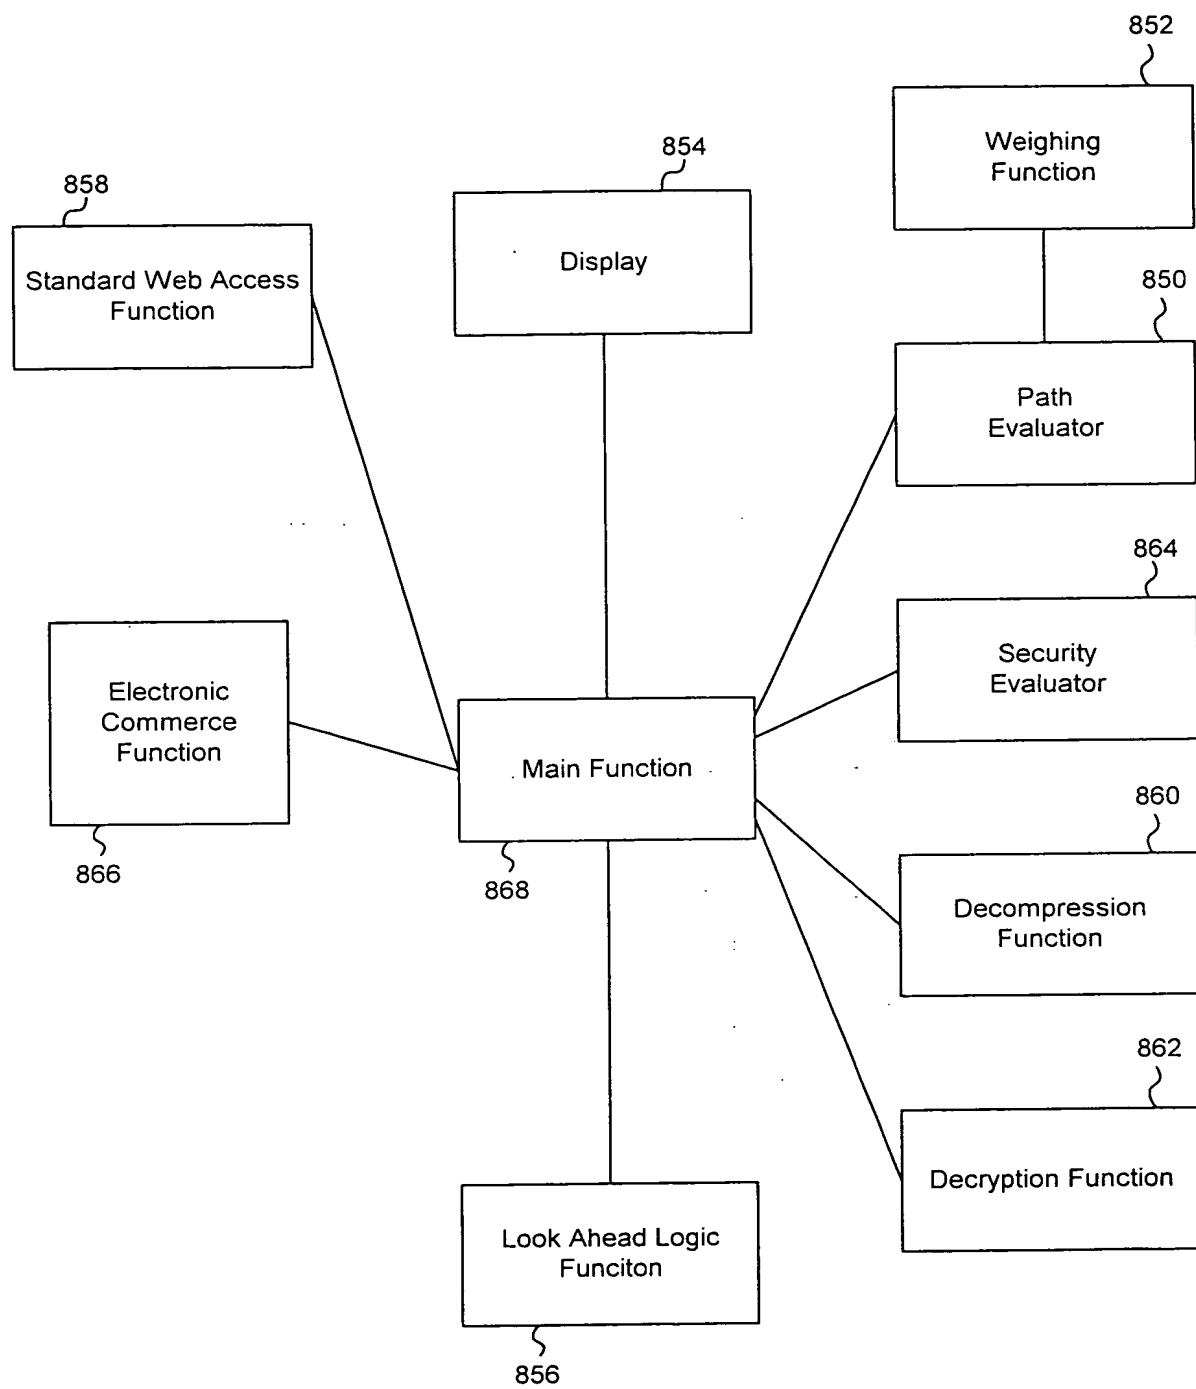 852
Weighing
Function
854
Display
858
Standard Web Access
Function
850
Path
Evaluator
864
Security
Evaluator
Electronic
Commerce
Function
866
Main Function
868
860
Decompression
Function
862
Decryption Function
Look Ahead Logic
Funciton
856